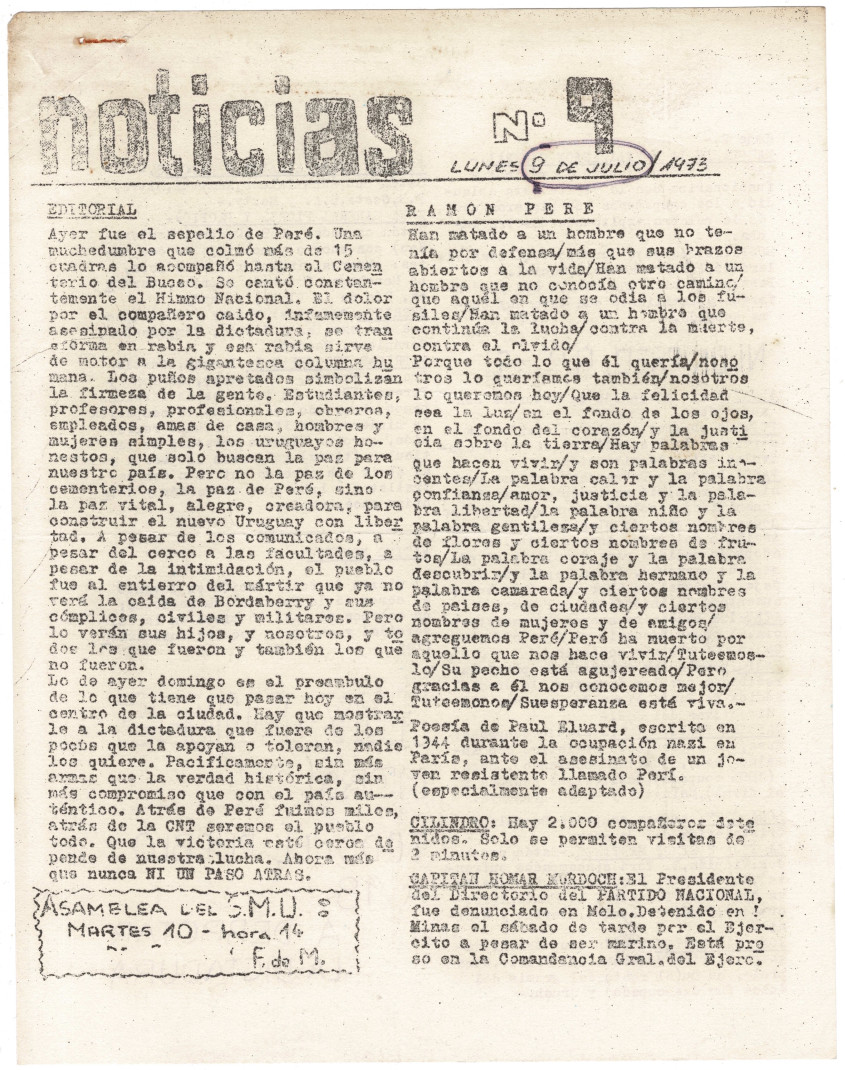 noticias Nº 9
LUNES 9 DE JULIO/1973
EDITORIAL
Ayer fue el sepelio de Peré. Una
muchedumbre que colmó más de 15
cuadras lo acompañó hasta el Cemen
terio del Buceo. Se cantó constan-
temente el Himno Nacional. El dolor
por el compañero caido, infamemente
asesinado por la dictadura, se tran
sforma en rabia y esa rabia sirve
de motor a la gigantesca columna hu
mana. Los puños apretados simbolizan
la firmeza de la gente. Estudiantes,
profesores, profesionales, obreros,
empleados, amas de casa, hombres y
mujeres simples, los uruguayos ho-
nestos, que solo buscan la paz para
nuestro país. Pero no la paz de los
cementerios, la paz de Peré, sino
la paz vital, alegre, creadora, para
construir el nuevo Uruguay con liber
tad. A pesar de los comunicados, a
pesar del cerco a las facultades, a
pesar de la intimidación, el pueblo
fue al entierro del mártir que ya no
verá la caida de Bordaberry y sus
cómplices, civiles y militares. Pero
lo verán sus hijos, y nosotros, y to
dos los que fueron y también los que
no fueron.
Lo de ayer domingo es el preambulo
de lo que tiene que pasar hoy en el
centro de la ciudad. Hay que mostrar
le a la dictadura que fuera de los
pocos que la apoyan o toleran, nadie
los quiere. Pacificamente, sin más
armas que la verdad histórica, sin
más compromiso que con el país au-
téntico. Atrás de Peré fuimos miles,
atrás de la CNT seremos el pueblo
todo. Que la victoria esté cerca de
pende de nuestra lucha. Ahora más
que nunca NI UN PASO ATRAS.
ASAMBLEA DEL S.M.U. :
MARTES 10 - hora 14
F. de M.
RAMÓN PERE
Han matado a un hombre que no te-
nía por defensa/más que sus brazos
abiertos a la vida/Han matado a un
hombre que no conocía otro camino/
que aquél en que se odia a los fu-
siles/Han matado a un hombre que
continúa la lucha/contra la muerte,
contra el olvido/
Porque todo lo que él quería/noso
tros lo queríamos también/nosotros
lo queremos hoy/Que la felicidad
sea la luz/en el fondo de los ojos,
en el fondo del corazón/y la justi
cia sobre la tierra/Hay palabras
que hacen vivir/y son palabras ino-
centes/La palabra calor y la palabra
confianza/amor, justicia y la pala-
bra libertad/la palabra niño y la
palabra gentileza/y ciertos nombres
de flores y ciertos nombres de fru-
tos/La palabra coraje y la palabra
descubrir/y la palabra hermano y la
palabra camarada/y ciertos nombres
de paises, de ciudades/y ciertos
nombres de mujeres y de amigos/
agreguemos Peré/Peré ha muerto por
aquello que nos hace vivir/Tuteemos-
lo/Su pecho está agujereado/Pero
gracias a él nos conocemos mejor/
Tuteemonos/Suesperanza está viva.-
Poesía de Paul Eluard, escrita en
1944 durante la ocupación nazi en
París, ante el asesinato de un jo-
ven resistente llamado Perí.
(especialmente adaptado)
CILINDRO: Hay 2.000 compañeros dete
nidos. Solo se permiten visitas de
2 minutos.
CAPITAN HOMAR MURDOCH:El Presidente
del Directorio del PARTIDO NACIONAL,
fue denunciado en Melo.Detenido en !
Minas el sábado de tarde por el Ejer-
cito a pesar de ser marino. Está pre
so en la Comandancia Gral.del Ejerc.